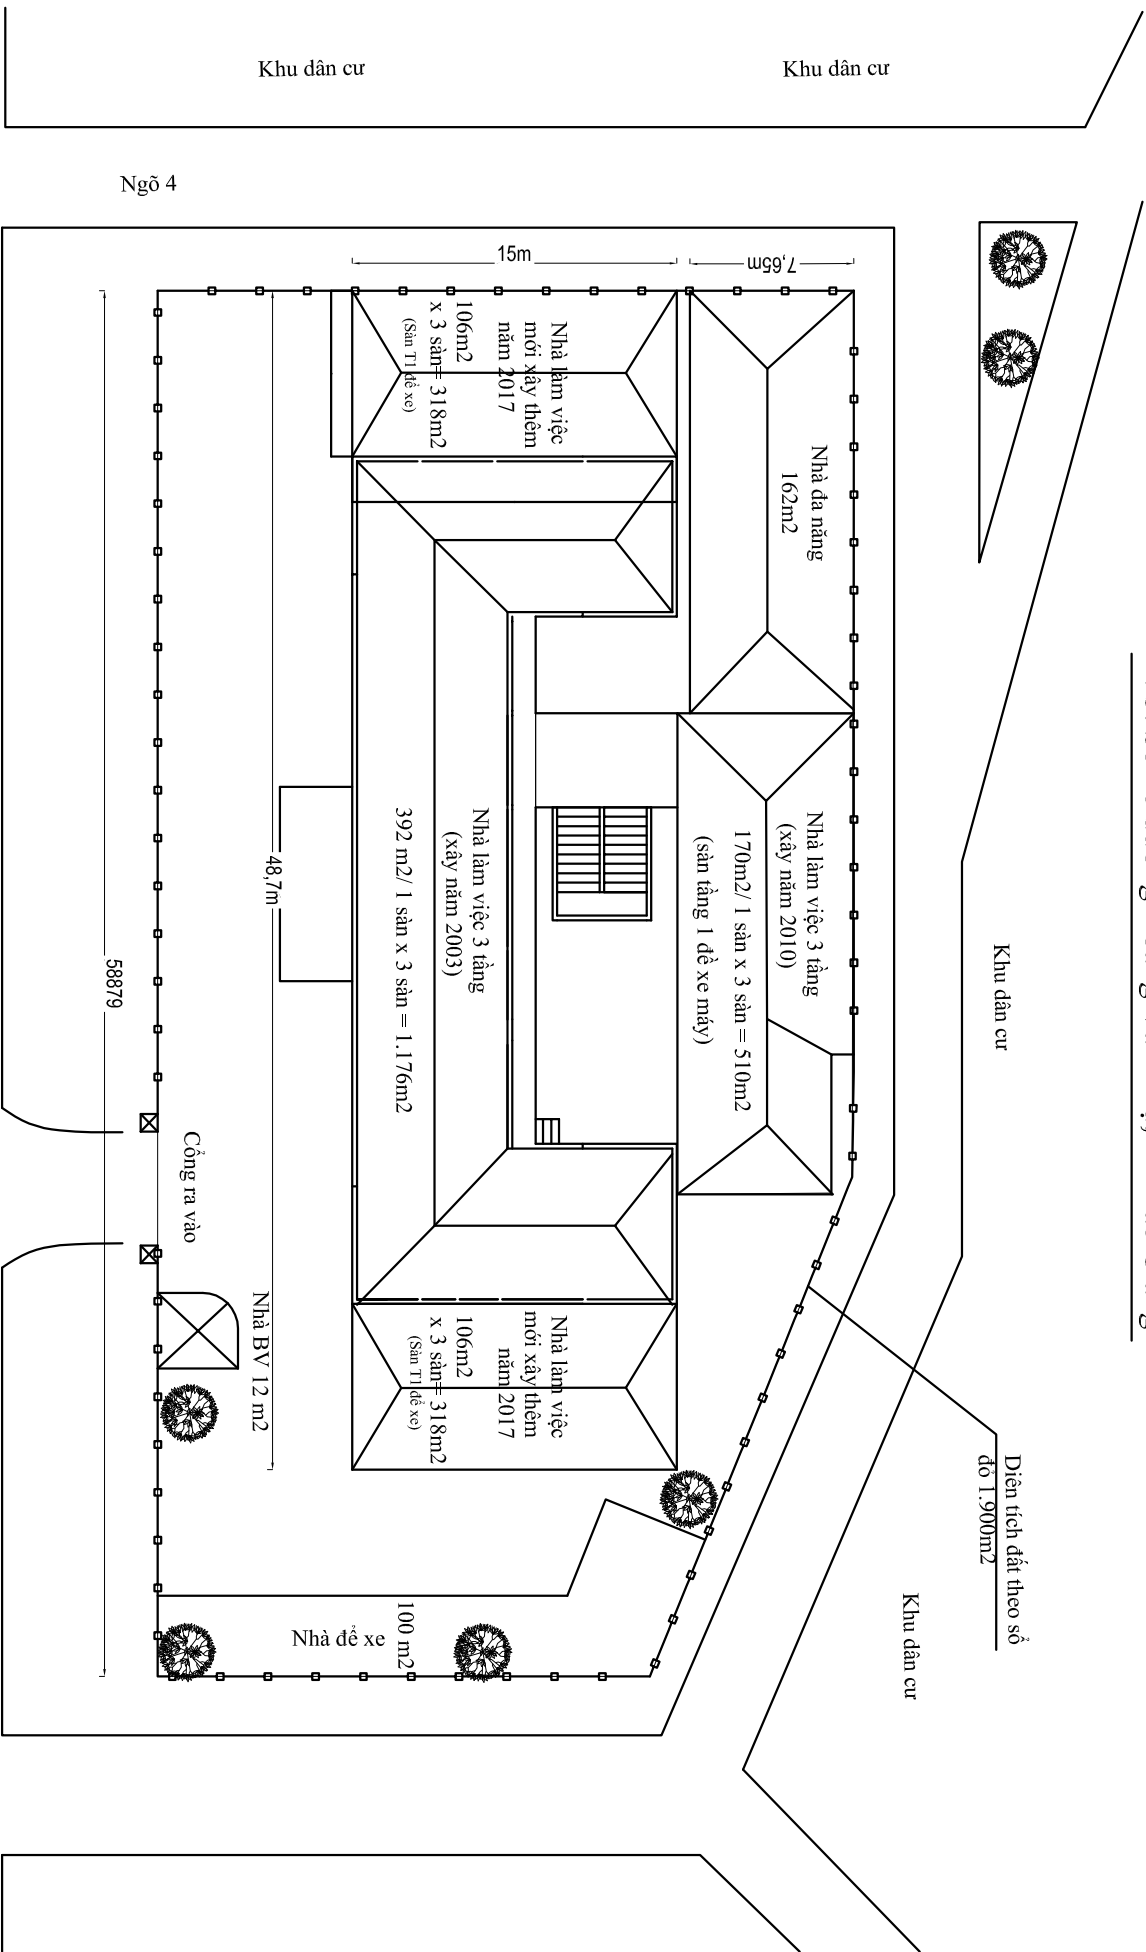 Khu dân cư
Khu dân cư
Ngõ 4
15m
7,65m
Nhà làm việc
mới xây thêm
năm 2017
106m2
x 3 sàn= 318m2
(Sàn T1 để xe)
Nhà đa năng
162m2
Nhà làm việc 3 tầng
(xây năm 2010)
170m2/ 1 sàn x 3 sàn = 510m2
(sàn tầng 1 để xe máy)
Nhà làm việc 3 tầng
(xây năm 2003)
392 m2/ 1 sàn x 3 sàn = 1.176m2
48,7m
58879
Khu dân cư
Cổng ra vào
Nhà BV 12 m2
Nhà làm việc
mới xây thêm
năm 2017
106m2
x 3 sàn= 318m2
(Sàn T1 để xe)
Diện tích đất theo sổ
đỏ 1.900m2
Khu dân cư
Nhà để xe
100 m2